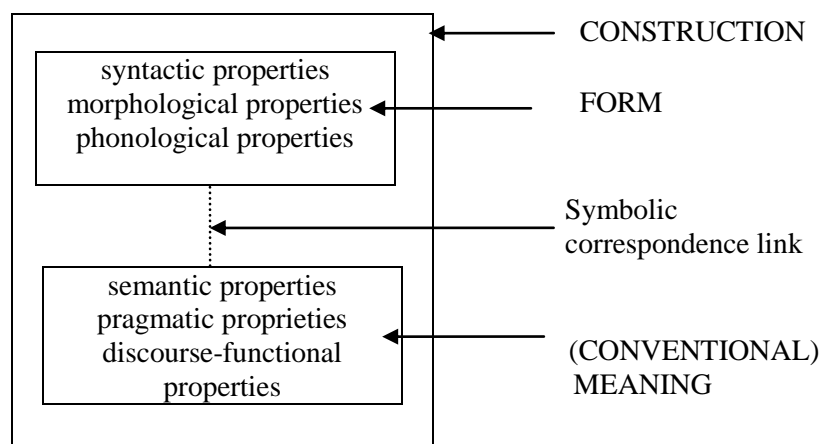 CONSTRUCTION
syntactic properties
morphological properties
phonological properties
FORM
Symbolic
correspondence link
semantic properties
pragmatic proprieties
discourse-functional
properties
(CONVENTIONAL)
MEANING